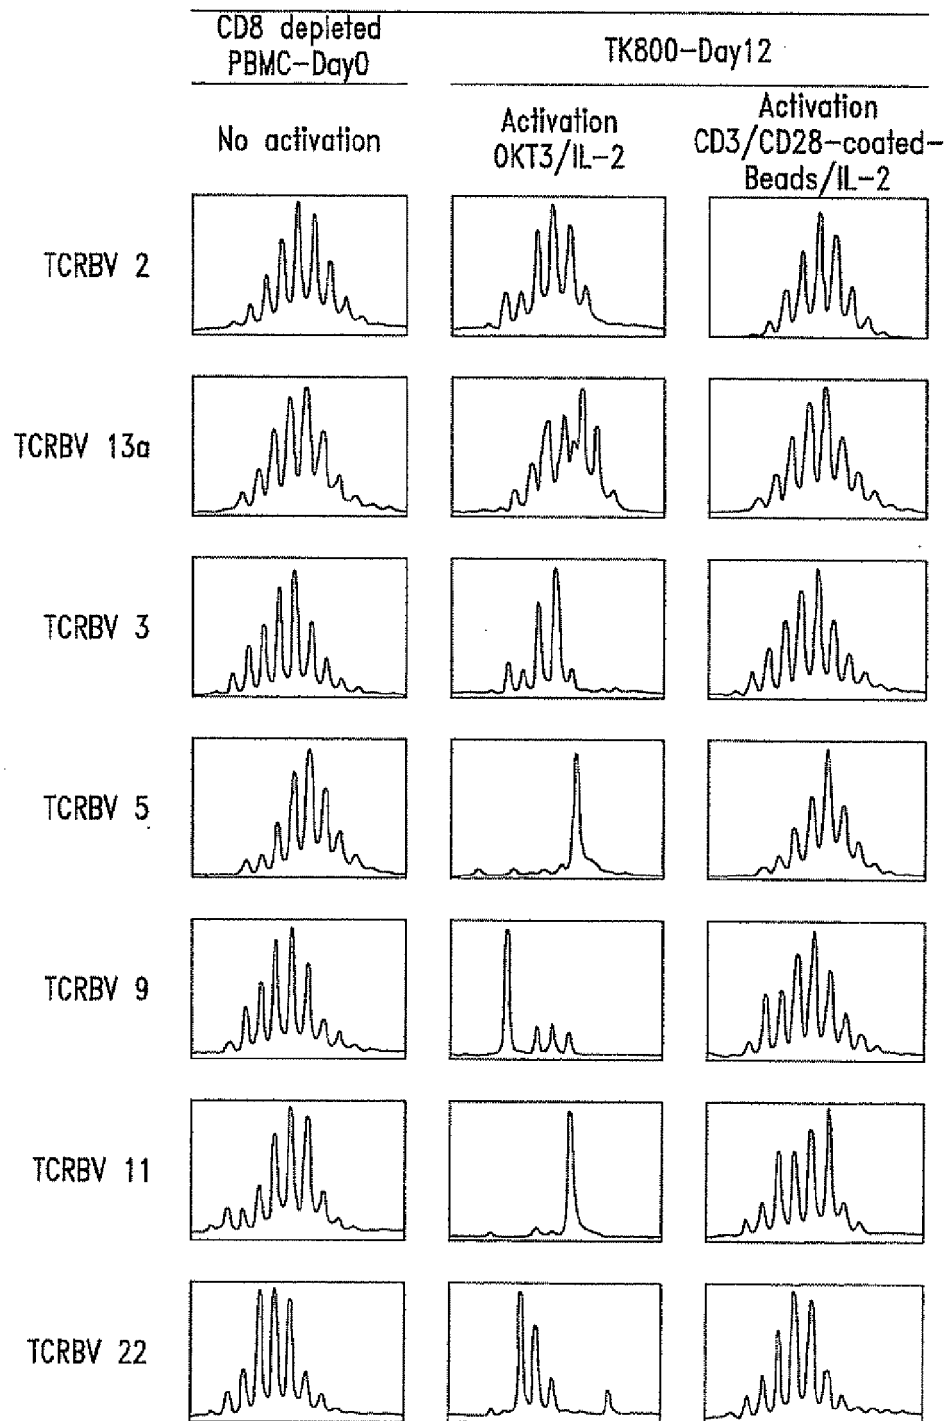 CD8 depleted
PBMC-Day0
TK800-Day12
No activation
Activation
OKT3/IL-2
Activation
CD3/CD28-coated-
Beads/IL-2
TCRBV 2
TCRBV 13a
TCRBV 3
TCRBV 5
TCRBV 9
TCRBV 11
TCRBV 22